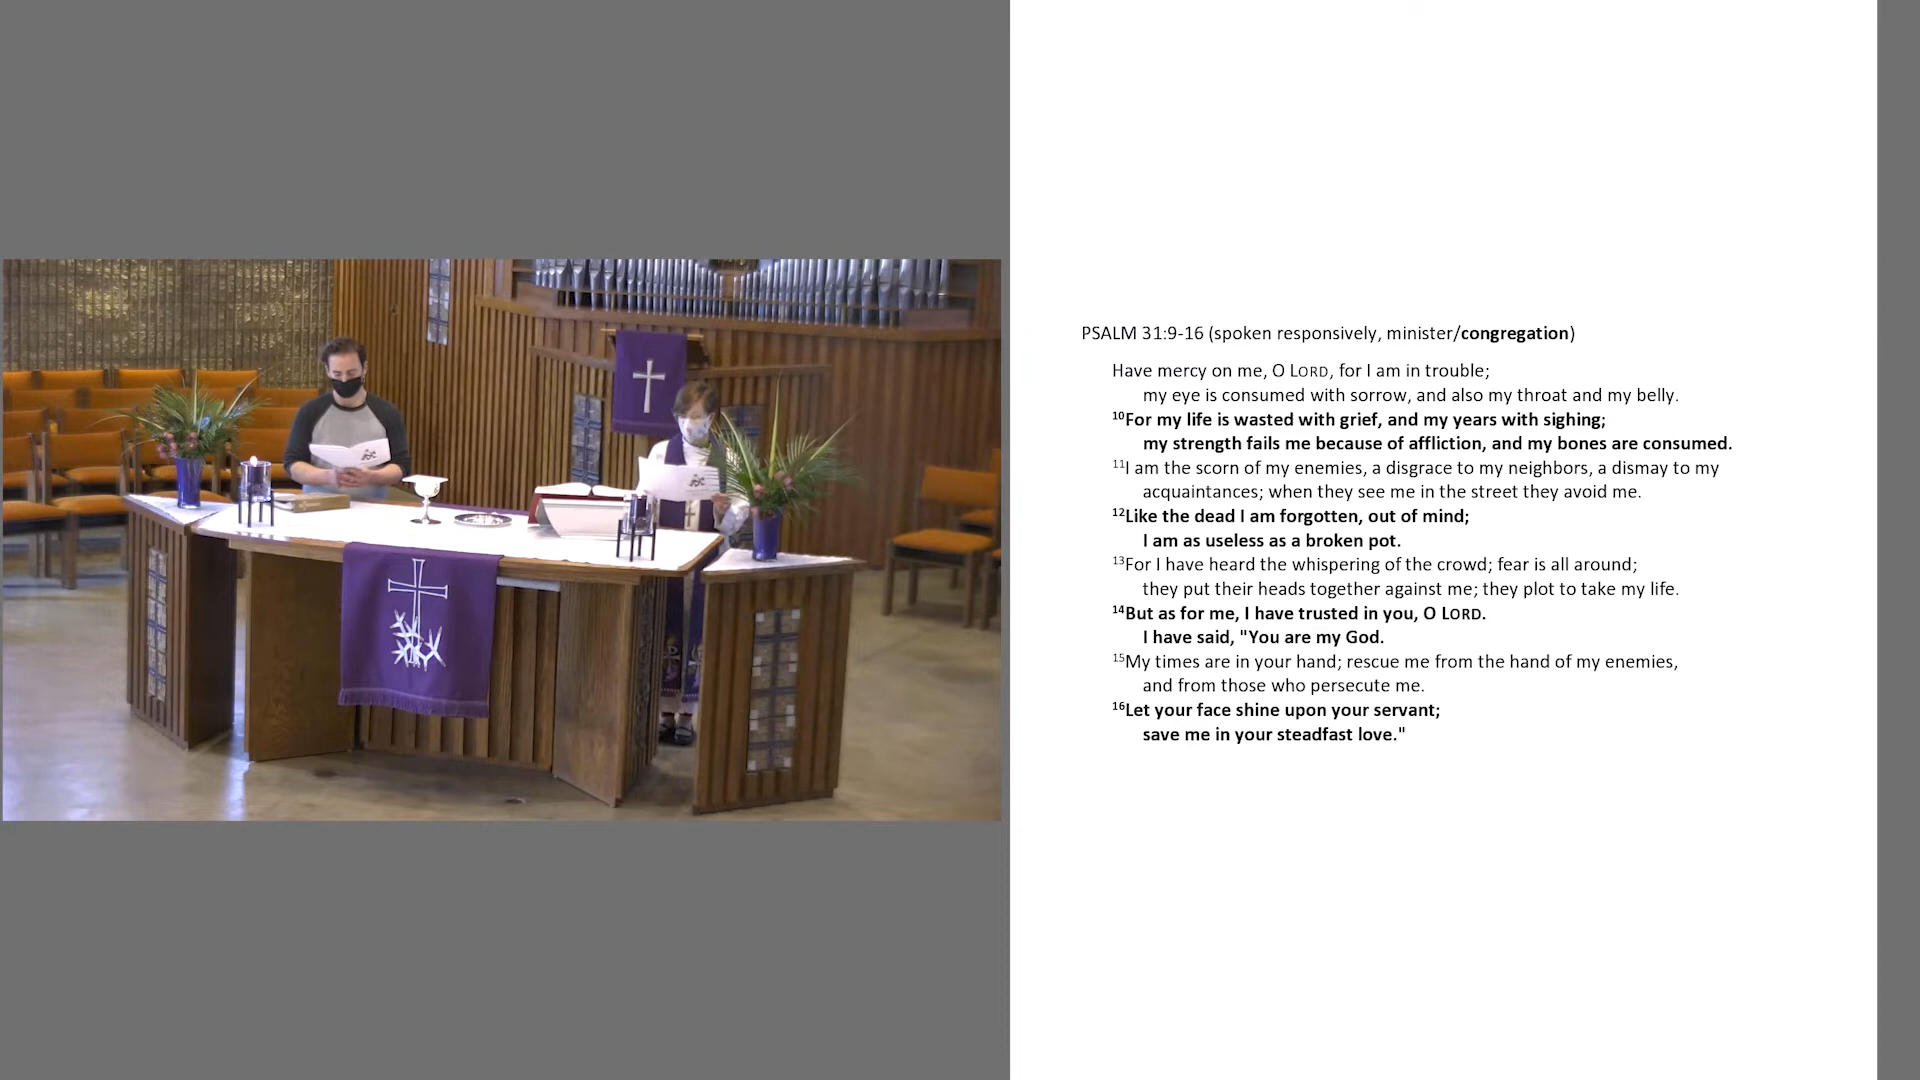 PSALM 31:9-16 (spoken responsively, minister/congregation)
Have mercy on me, O LORD, for I am in trouble;
my eye is consumed with sorrow, and also my throat and my belly.
10For my life is wasted with grief, and my years with sighing;
my strength fails me because of affliction, and my bones are consumed.
11I am the scorn of my enemies, a disgrace to my neighbors, a dismay to my
acquaintances; when they see me in the street they avoid me.
12Like the dead I am forgotten, out of mind;
I am as useless as a broken pot.
13For I have heard the whispering of the crowd; fear is all around;
they put their heads together against me; they plot to take my life.
14But as for me, I have trusted in you, O LORD.
I have said, "You are my God.
15My times are in your hand; rescue me from the hand of my enemies,
and from those who persecute me.
16Let your face shine upon your servant;
save me in your steadfast love."